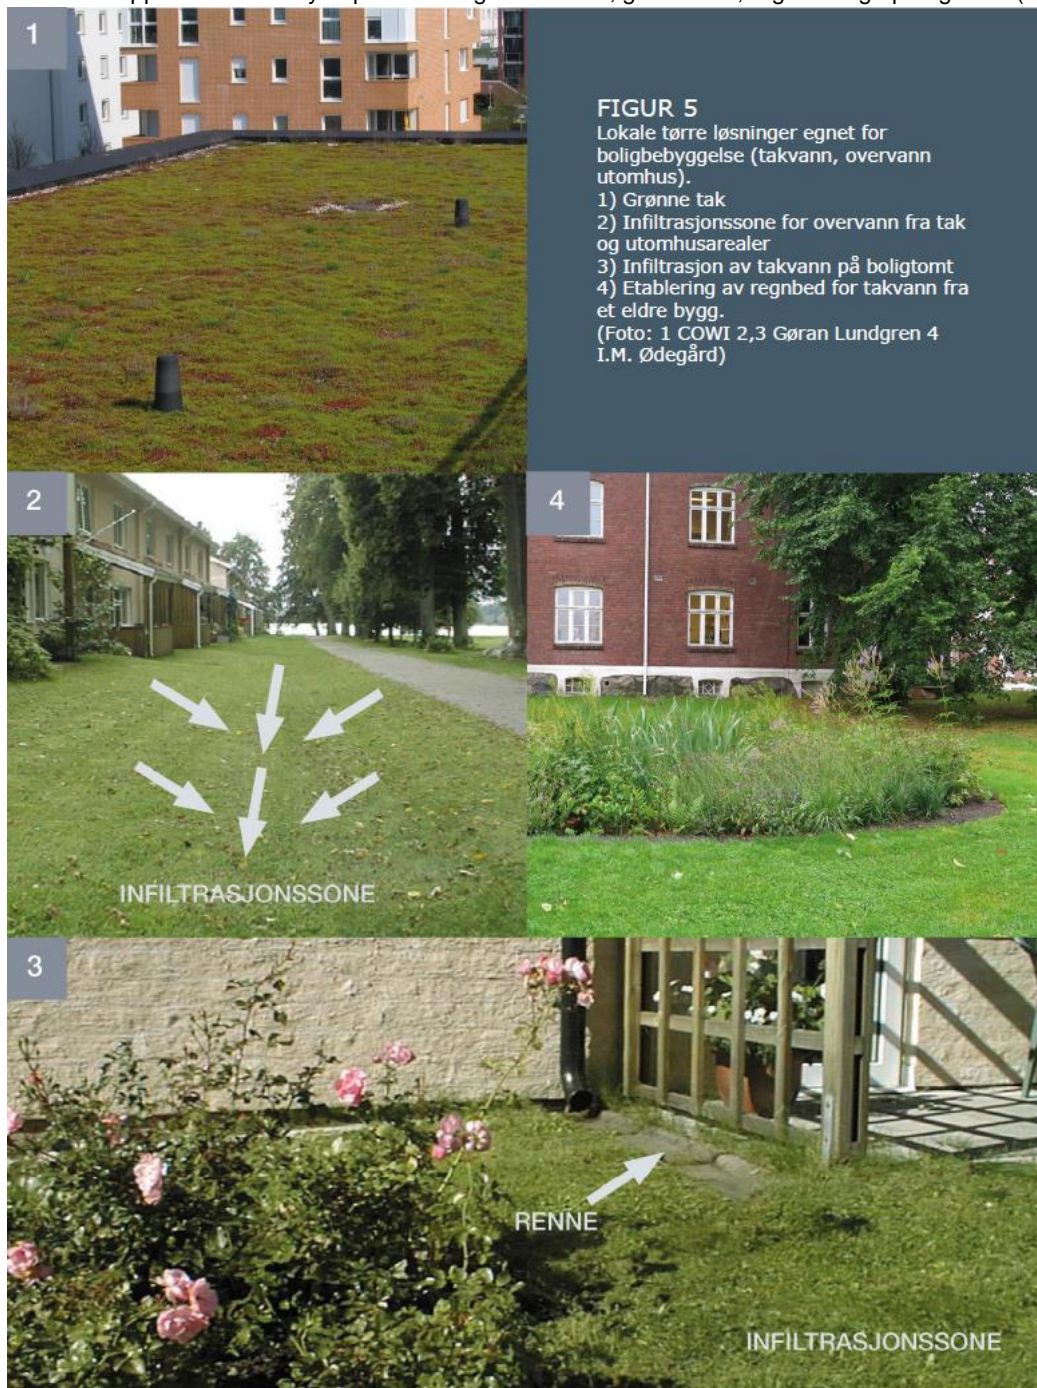 1
FIGUR 5
Lokale tørre løsninger egnet for
boligbebyggelse (takvann, overvann
utomhus).
1) Grønne tak
2) Infiltrasjonssone for overvann fra tak
og utomhusarealer
3) Infiltrasjon av takvann på boligtomt
4) Etablering av regnbed for takvann fra
et eldre bygg.
(Foto: 1 COWI 2,3 Gøran Lundgren 4
I.M. Ødegård)
2
4
INFILTRASJONSSONE
3
RENNE
INFILTRASJONSSONE